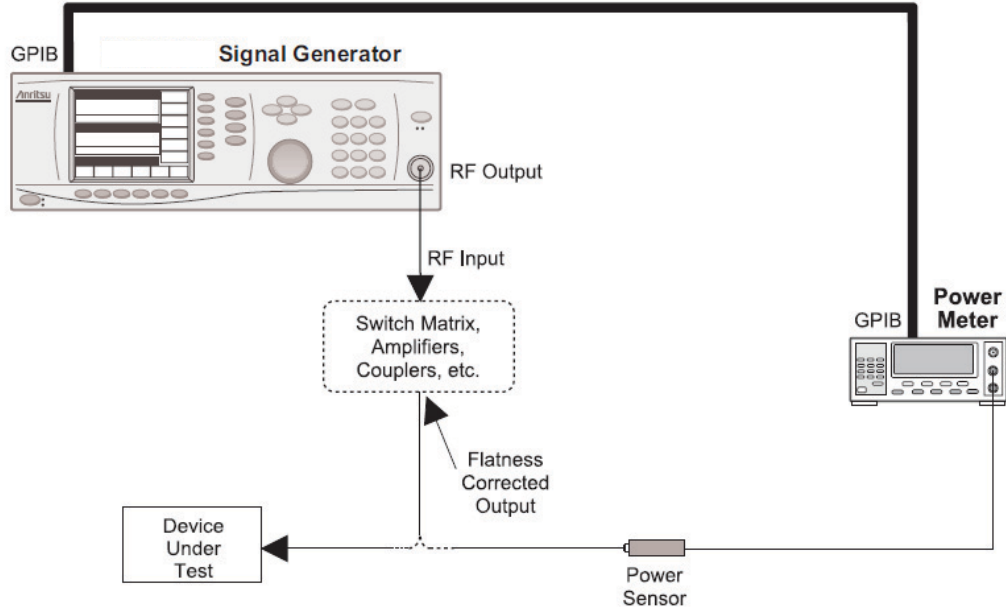 GPIB
Signal Generator
Anritsu
RF Output
RF Input
Switch Matrix,
Amplifiers,
Couplers, etc.
Power
Meter
GPIB
Flatness
Corrected
Output
Device
Under
Test
Power
Sensor